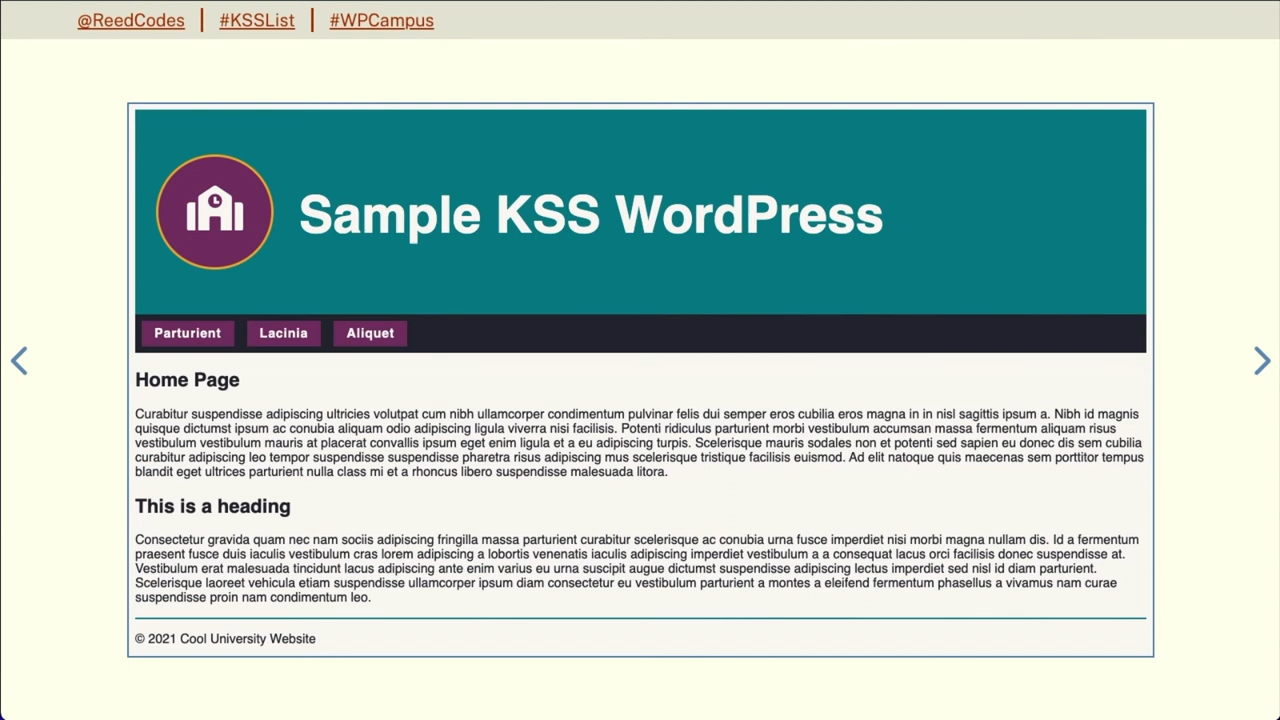 @ReedCodes | #KSSList | #WPCampus
Sample KSS WordPress
Parturient Lacinia Aliquet
Home Page
Curabitur suspendisse adipiscing ultricies volutpat cum nibh ullamcorper condimentum pulvinar felis dui semper eros cubilia eros magna in in nisl sagittis ipsum a. Nibh id magnis
quisque dictumst ipsum ac conubia aliquam odio adipiscing ligula viverra nisi facilisis. Potenti ridiculus parturient morbi vestibulum accumsan massa fermentum aliquam risus
vestibulum vestibulum mauris at placerat convallis ipsum eget enim ligula et a eu adipiscing turpis. Scelerisque mauris sodales non et potenti sed sapien eu donec dis sem cubilia
curabitur adipiscing leo tempor suspendisse suspendisse pharetra risus adipiscing mus scelerisque tristique facilisis euismod. Ad elit natoque quis maecenas sem porttitor tempus
blandit eget ultrices parturient nulla class mi et a rhoncus libero suspendisse malesuada litora.
This is a heading
Consectetur gravida quam nec nam sociis adipiscing fringilla massa parturient curabitur scelerisque ac conubia urna fusce imperdiet nisi morbi magna nullam dis. Id a fermentum
praesent fusce duis iaculis vestibulum cras lorem adipiscing a lobortis venenatis iaculis adipiscing imperdiet vestibulum a a consequat lacus orci facilisis donec suspendisse at.
Vestibulum erat malesuada tincidunt lacus adipiscing ante enim varius eu urna suscipit augue dictumst suspendisse adipiscing lectus imperdiet sed nisl id diam parturient.
Scelerisque laoreet vehicula etiam suspendisse ullamcorper ipsum diam consectetur eu vestibulum parturient a montes a eleifend fermentum phasellus a vivamus nam curae
suspendisse proin nam condimentum leo.
© 2021 Cool University Website